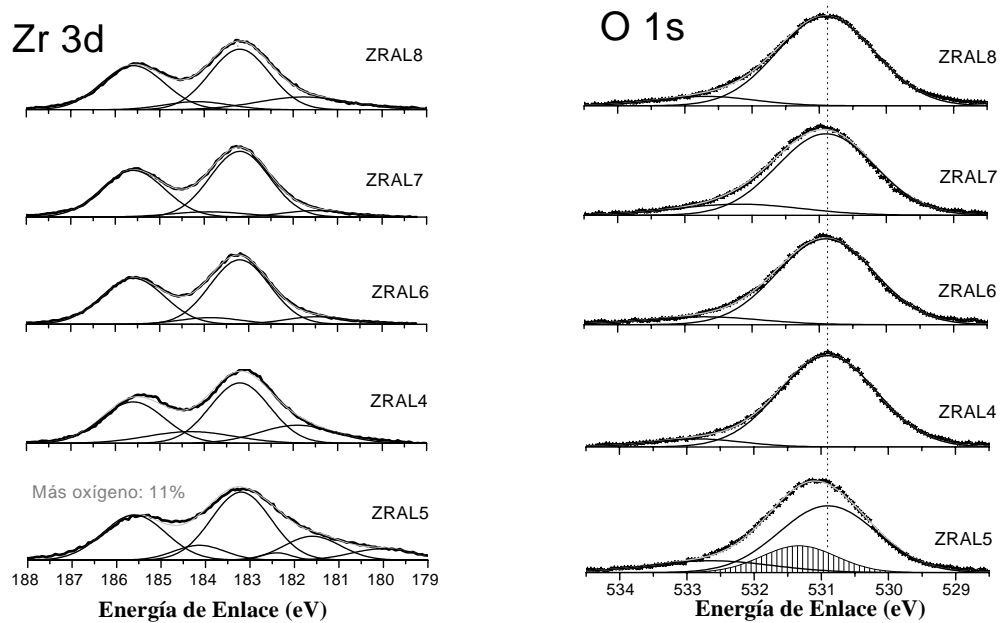 Zr 3d
ZRAL8
ZRAL7
ZRAL6
ZRAL4
Más oxígeno: 11%
ZRAL5
188 187 186 185 184 183 182 181 180 179
Energía de Enlace (eV)
O 1s
ZRAL8
ZRAL7
ZRAL6
ZRAL4
ZRAL5
534 533 532 531 530 529
Energía de Enlace (eV)